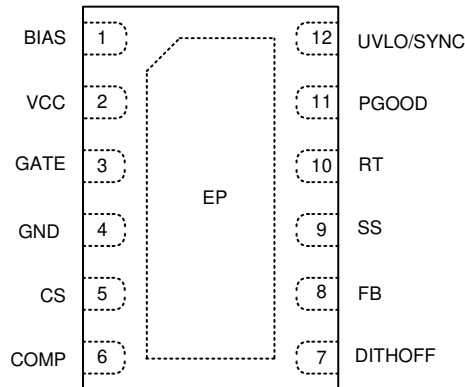 BIAS 1 12 UVLO/SYNC
VCC 2 11 PGOOD
GATE 3 10 RT
EP
GND 4 9 SS
CS 5 8 FB
COMP 6 7 DITHOFF